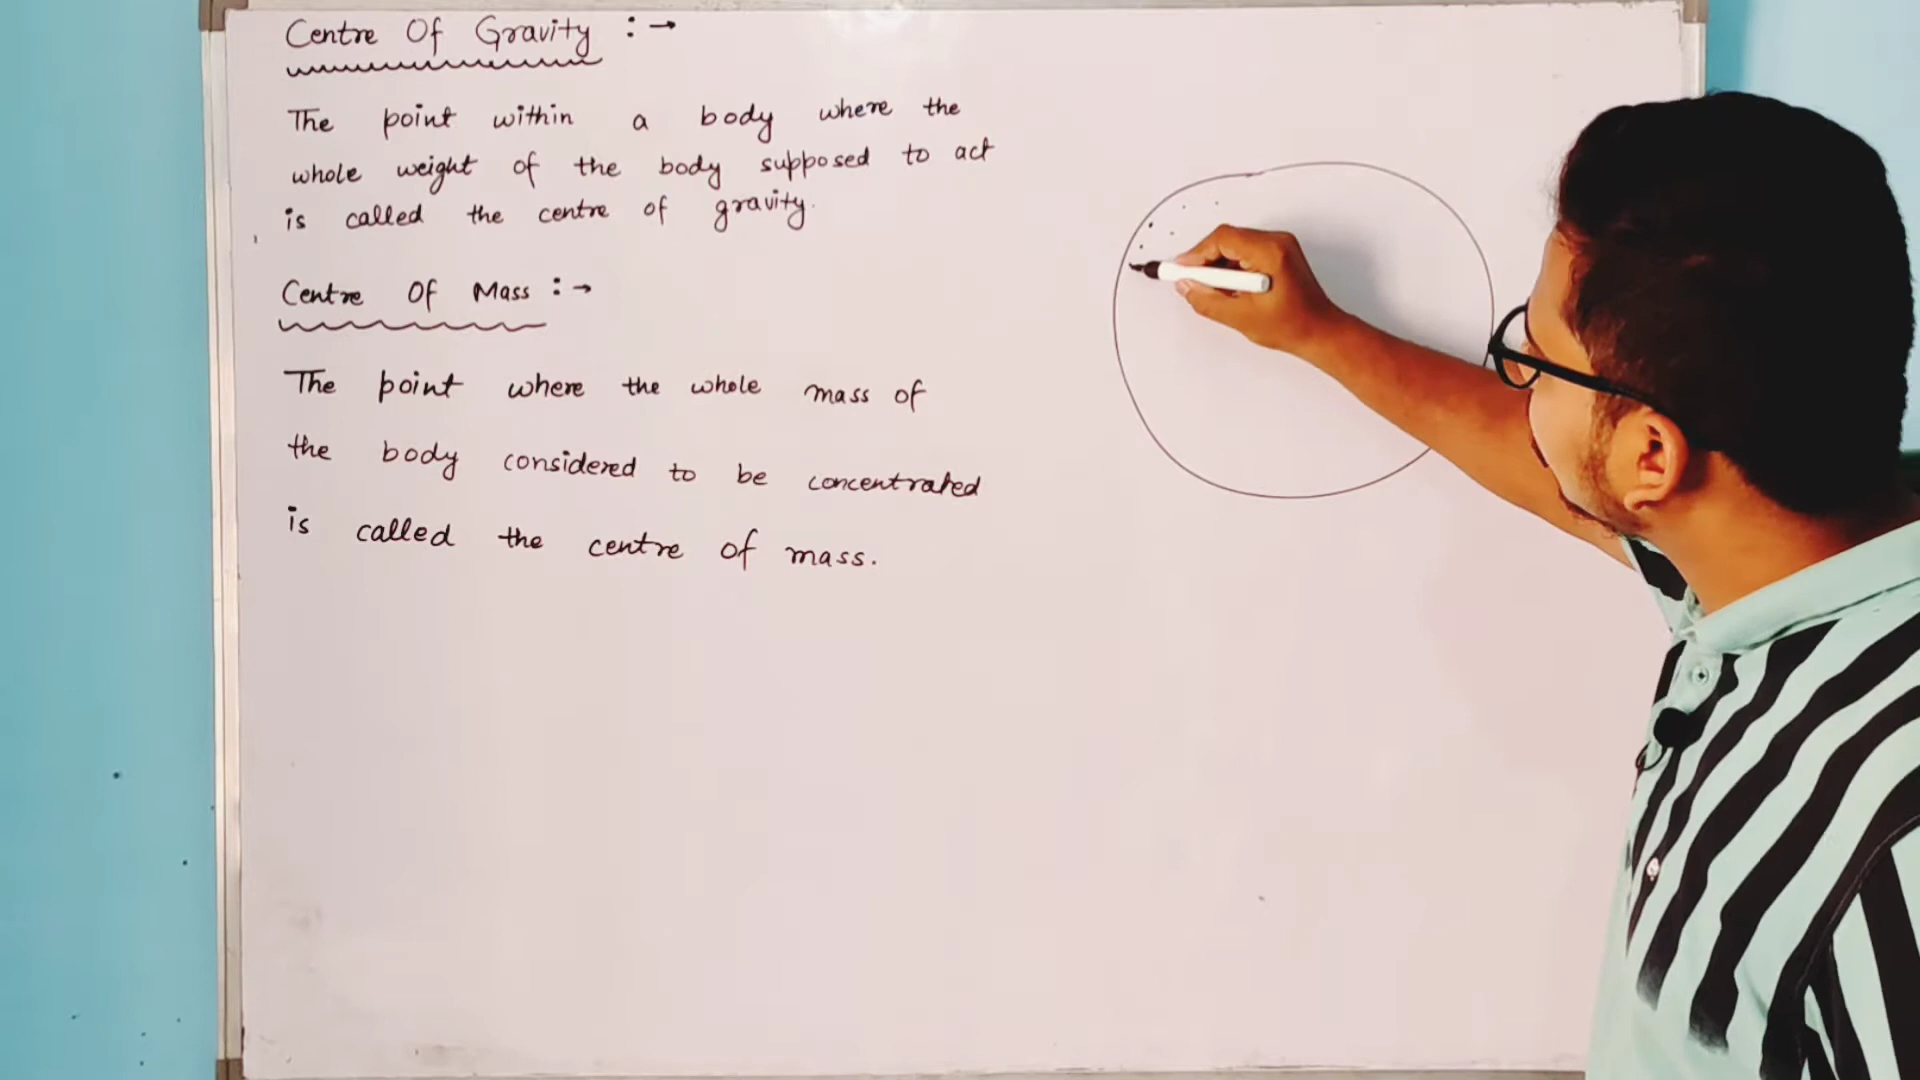 Centre Of Gravity :→
The point within a body where the
whole weight of the body supposed to act
is called the centre of gravity.
Centre Of Mass :→
The point where the whole mass of
the body considered to be concentrated
is called the centre of mass.